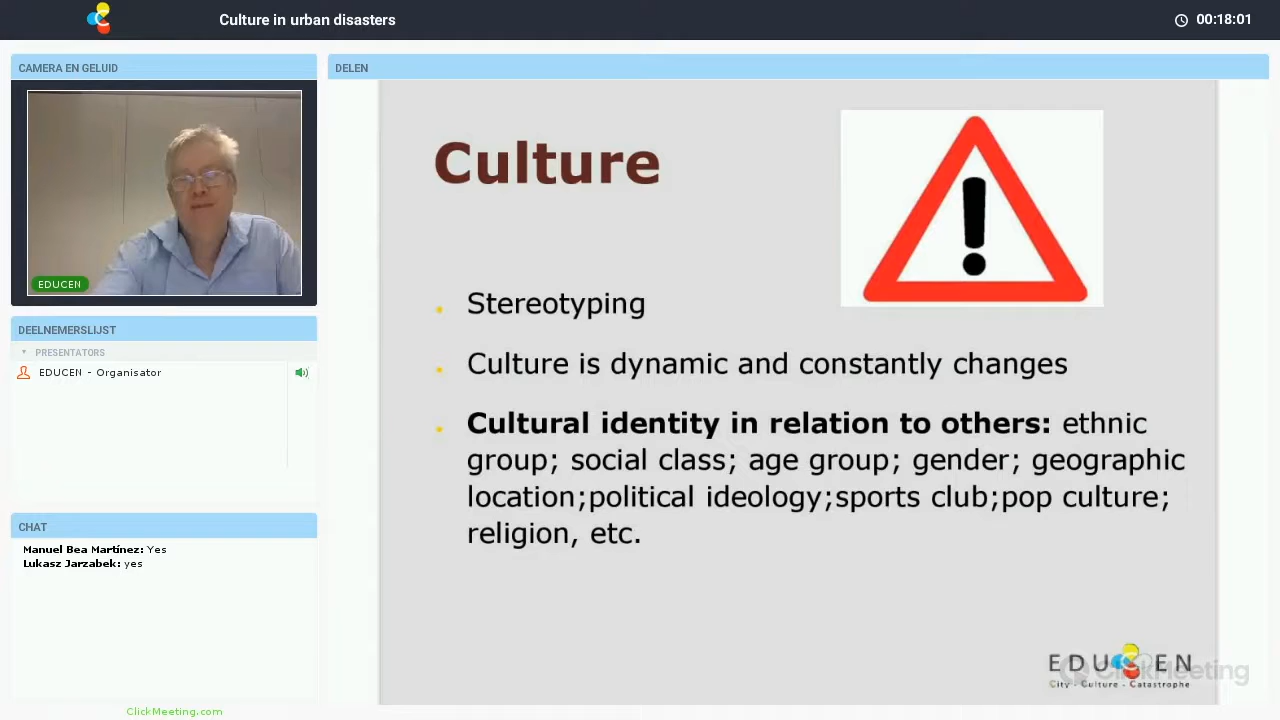 Culture in urban disasters
00:18:01
CAMERA EN GELUID
EDUCEN
DEELNEMERSLIJST
PRESENTATORS
EDUCEN - Organisator
CHAT
Manuel Bea Martínez: Yes
Lukasz Jarzabek: yes
ClickMeeting.com
DELEN
Culture
Stereotyping
Culture is dynamic and constantly changes
Cultural identity in relation to others: ethnic
group; social class; age group; gender; geographic
location;political ideology;sports club;pop culture;
religion, etc.
EDUCEN
City - Culture - Catastrophe
ClickMeeting